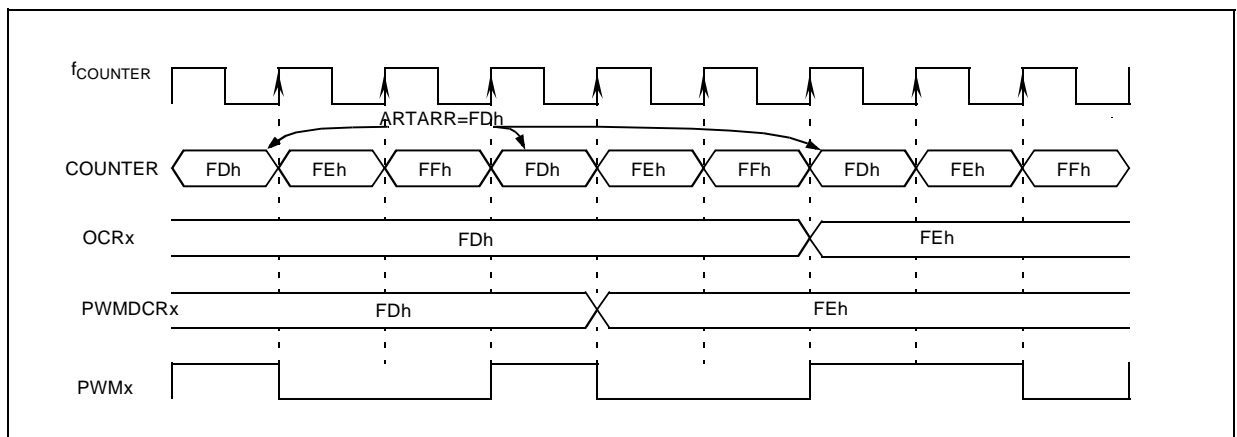 fCOUNTER
ARTARR=FDh
COUNTER FDh FEh FFh FDh FEh FFh FDh FEh FFh
OCRx FDh FEh
PWMDCRx FDh FEh
PWMx